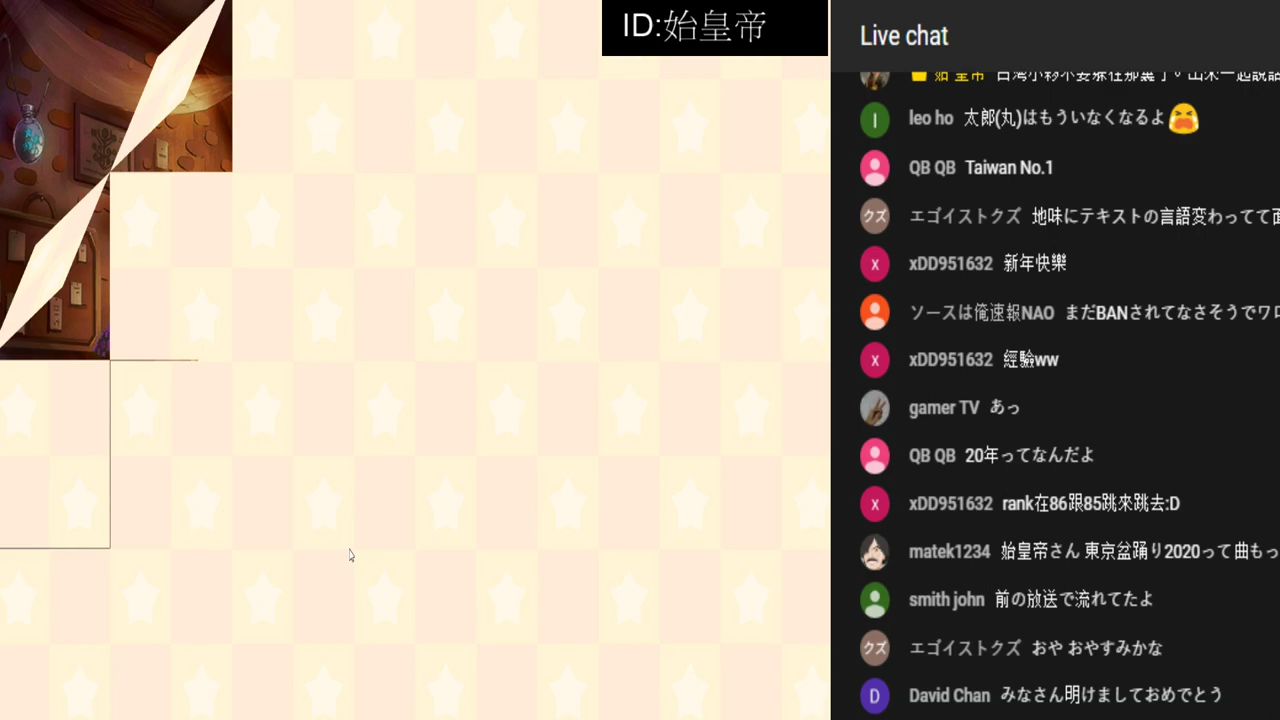 ID:始皇帝
Live chat
始 皇帝
leo ho 太郎(丸)はもういなくなるよ
QB QB Taiwan No.1
エゴイストクズ 地味にテキストの言語変わってて
xDD951632 新年快樂
ソースは俺速報NAO まだBANされてなさそうでワロ
xDD951632 經驗ww
gamer TV あっ
QB QB 20年ってなんだよ
xDD951632 rank在86跟85跳來跳去:D
matek1234 始皇帝さん 東京盆踊り2020って曲もっ
smith john 前の放送で流れてたよ
エゴイストクズ おや おやすみかな
David Chan みなさん明けましておめでとう